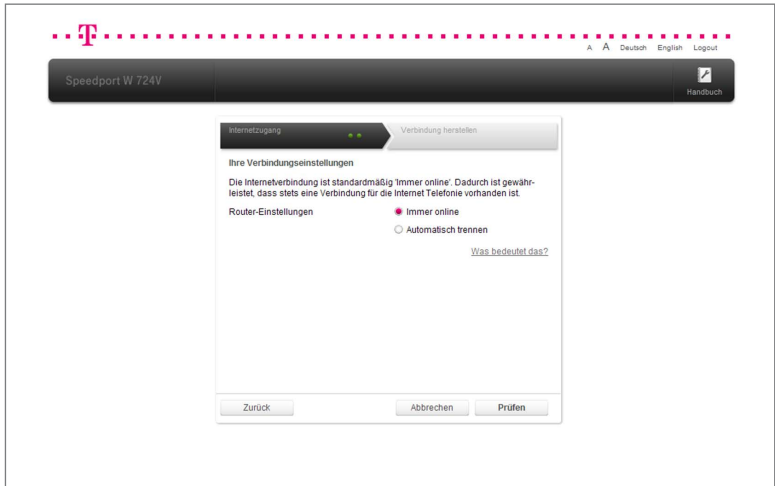 T
A A Deutsch English Logout
Speedport W 724V
Handbuch
Internetzugang
Verbindung herstellen
Ihre Verbindungseinstellungen
Die Internetverbindung ist standardmäßig 'Immer online'. Dadurch ist gewähr-
leistet, dass stets eine Verbindung für die Internet Telefonie vorhanden ist.
Router-Einstellungen Immer online
Automatisch trennen
Was bedeutet das?
Zurück Abbrechen Prüfen